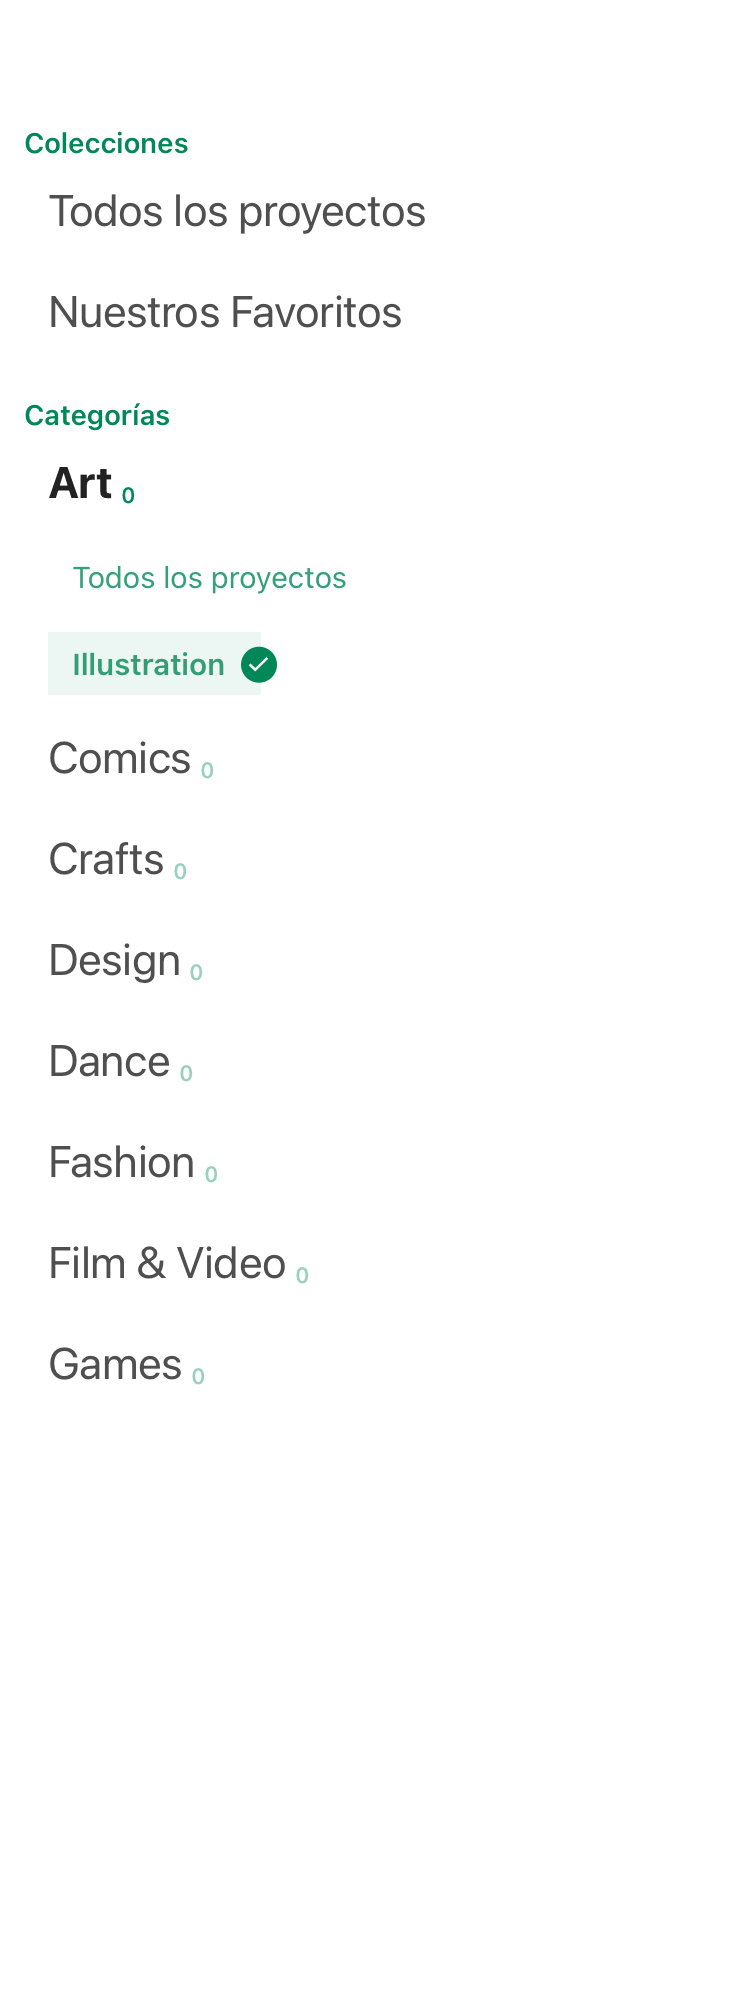 Colecciones
Todos los proyectos
Nuestros Favoritos
Categorías
Art 0
Todos los proyectos
Illustration
Comics 0
Crafts 0
Design 0
Dance 0
Fashion 0
Film & Video 0
Games 0